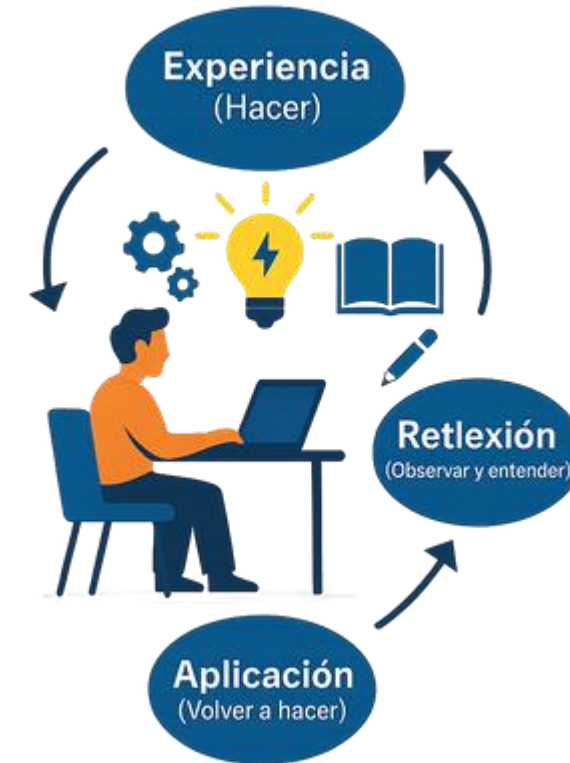 Experiencia
(Hacer)
Retlexión
(Observar y entender)
Aplicación
(Volver a hacer)